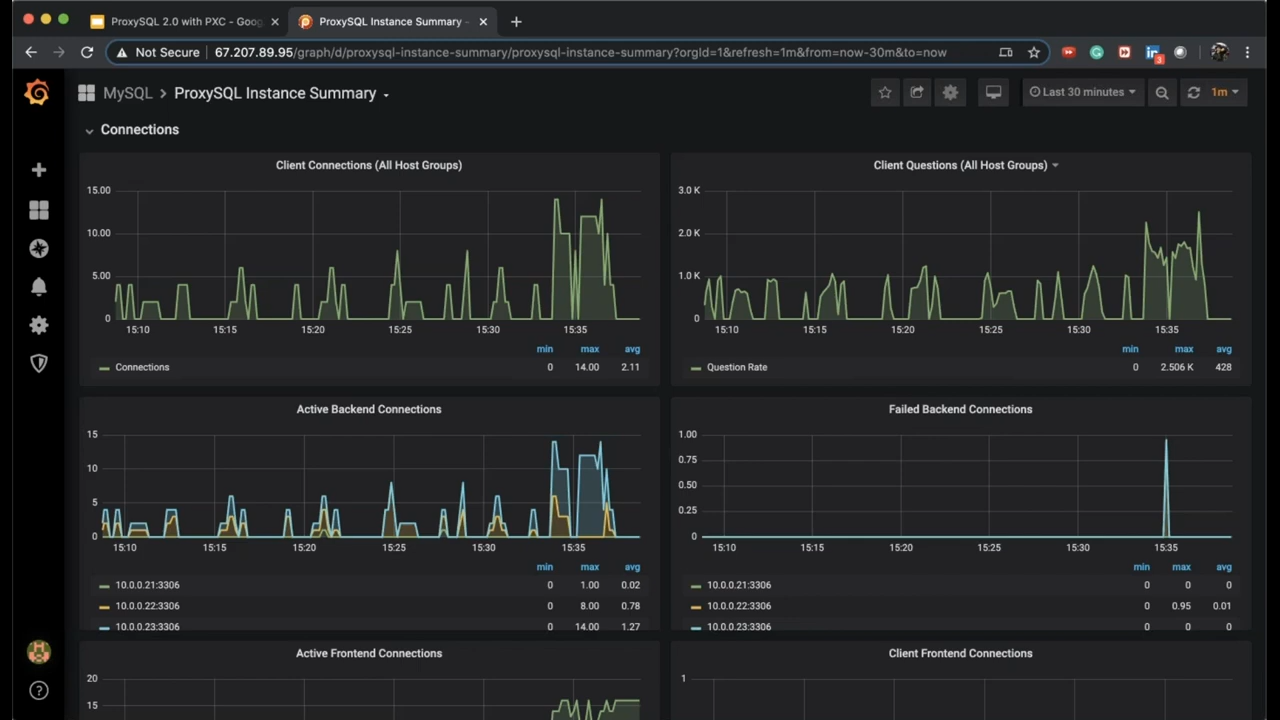 ProxySQL 2.0 with PXC - Goog
ProxySQL Instance Summary -
Not Secure
67.207.89.95/graph/d/proxysql-instance-summary/proxysql-instance-summary?orgId=1&refresh=1m&from=now-30m&to=now
3
MySQL > ProxySQL Instance Summary
Last 30 minutes
1m
Connections
Client Connections (All Host Groups)
15.00
10.00
5.00
0
15:10 15:15 15:20 15:25 15:30 15:35
min max avg
Connections 0 14.00 2.11
Client Questions (All Host Groups)
3.0 K
2.0 K
1.0 K
0
15:10 15:15 15:20 15:25 15:30 15:35
min max avg
Question Rate 0 2.506 K 428
Active Backend Connections
15
10
5
0
15:10 15:15 15:20 15:25 15:30 15:35
min max avg
10.0.0.21:3306 0 1.00 0.02
10.0.0.22:3306 0 8.00 0.78
10.0.0.23:3306 0 14.00 1.27
Failed Backend Connections
1.00
0.75
0.50
0.25
0
15:10 15:15 15:20 15:25 15:30 15:35
min max avg
10.0.0.21:3306 0 0 0
10.0.0.22:3306 0 0.95 0.01
10.0.0.23:3306 0 0 0
Active Frontend Connections
20
15
Client Frontend Connections
1